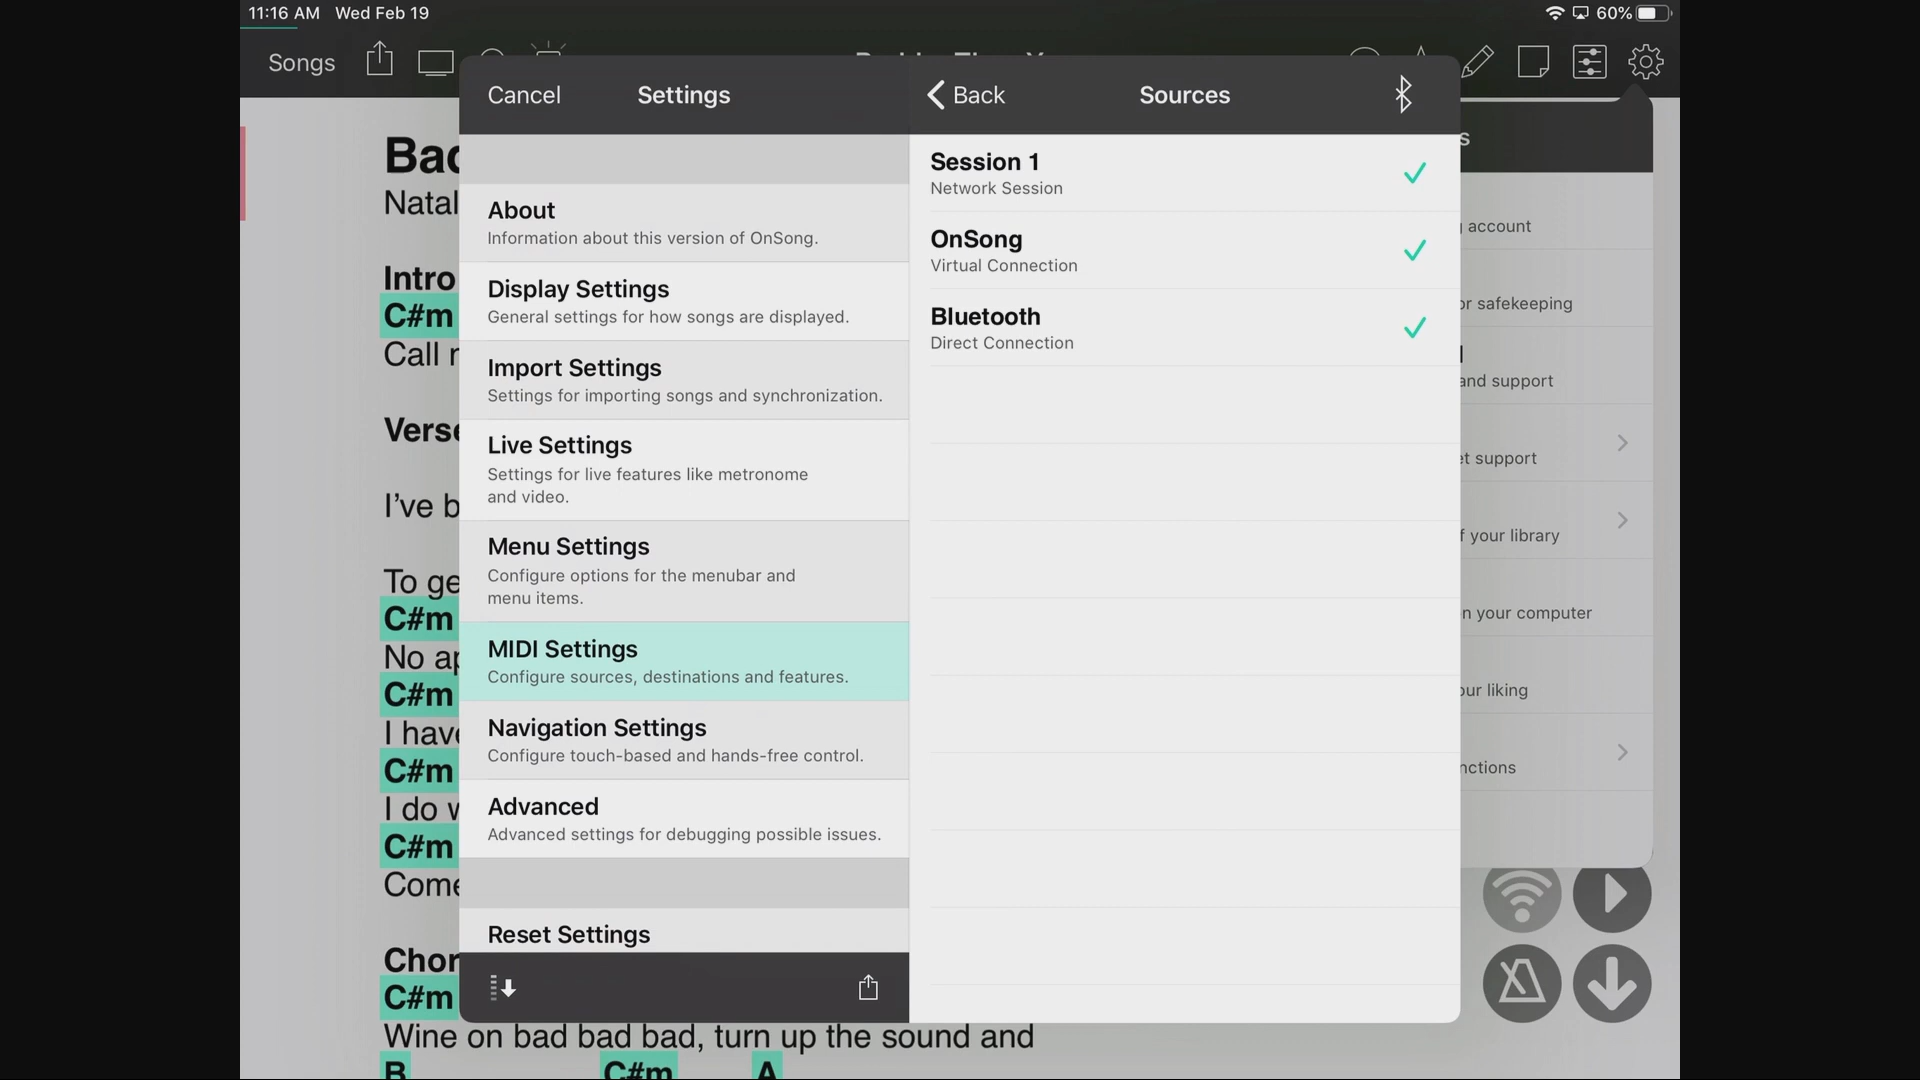 11:16 AM Wed Feb 19
60%
Songs
Cancel
Settings
Back
Sources
Bad
Natal
Intro
C#m
Call
Verse
I've b
To ge
C#m
No ap
C#m
I have
C#m
I do w
C#m
Come
Chor
C#m
Wine on bad bad bad, turn up the sound and
B C#m A
About
Information about this version of OnSong.
Display Settings
General settings for how songs are displayed.
Import Settings
Settings for importing songs and synchronization.
Live Settings
Settings for live features like metronome
and video.
Menu Settings
Configure options for the menubar and
menu items.
MIDI Settings
Configure sources, destinations and features.
Navigation Settings
Configure touch-based and hands-free control.
Advanced
Advanced settings for debugging possible issues.
Reset Settings
Session 1
Network Session
OnSong
Virtual Connection
Bluetooth
Direct Connection
s
account
or safekeeping
and support
et support
f your library
n your computer
our liking
nctions